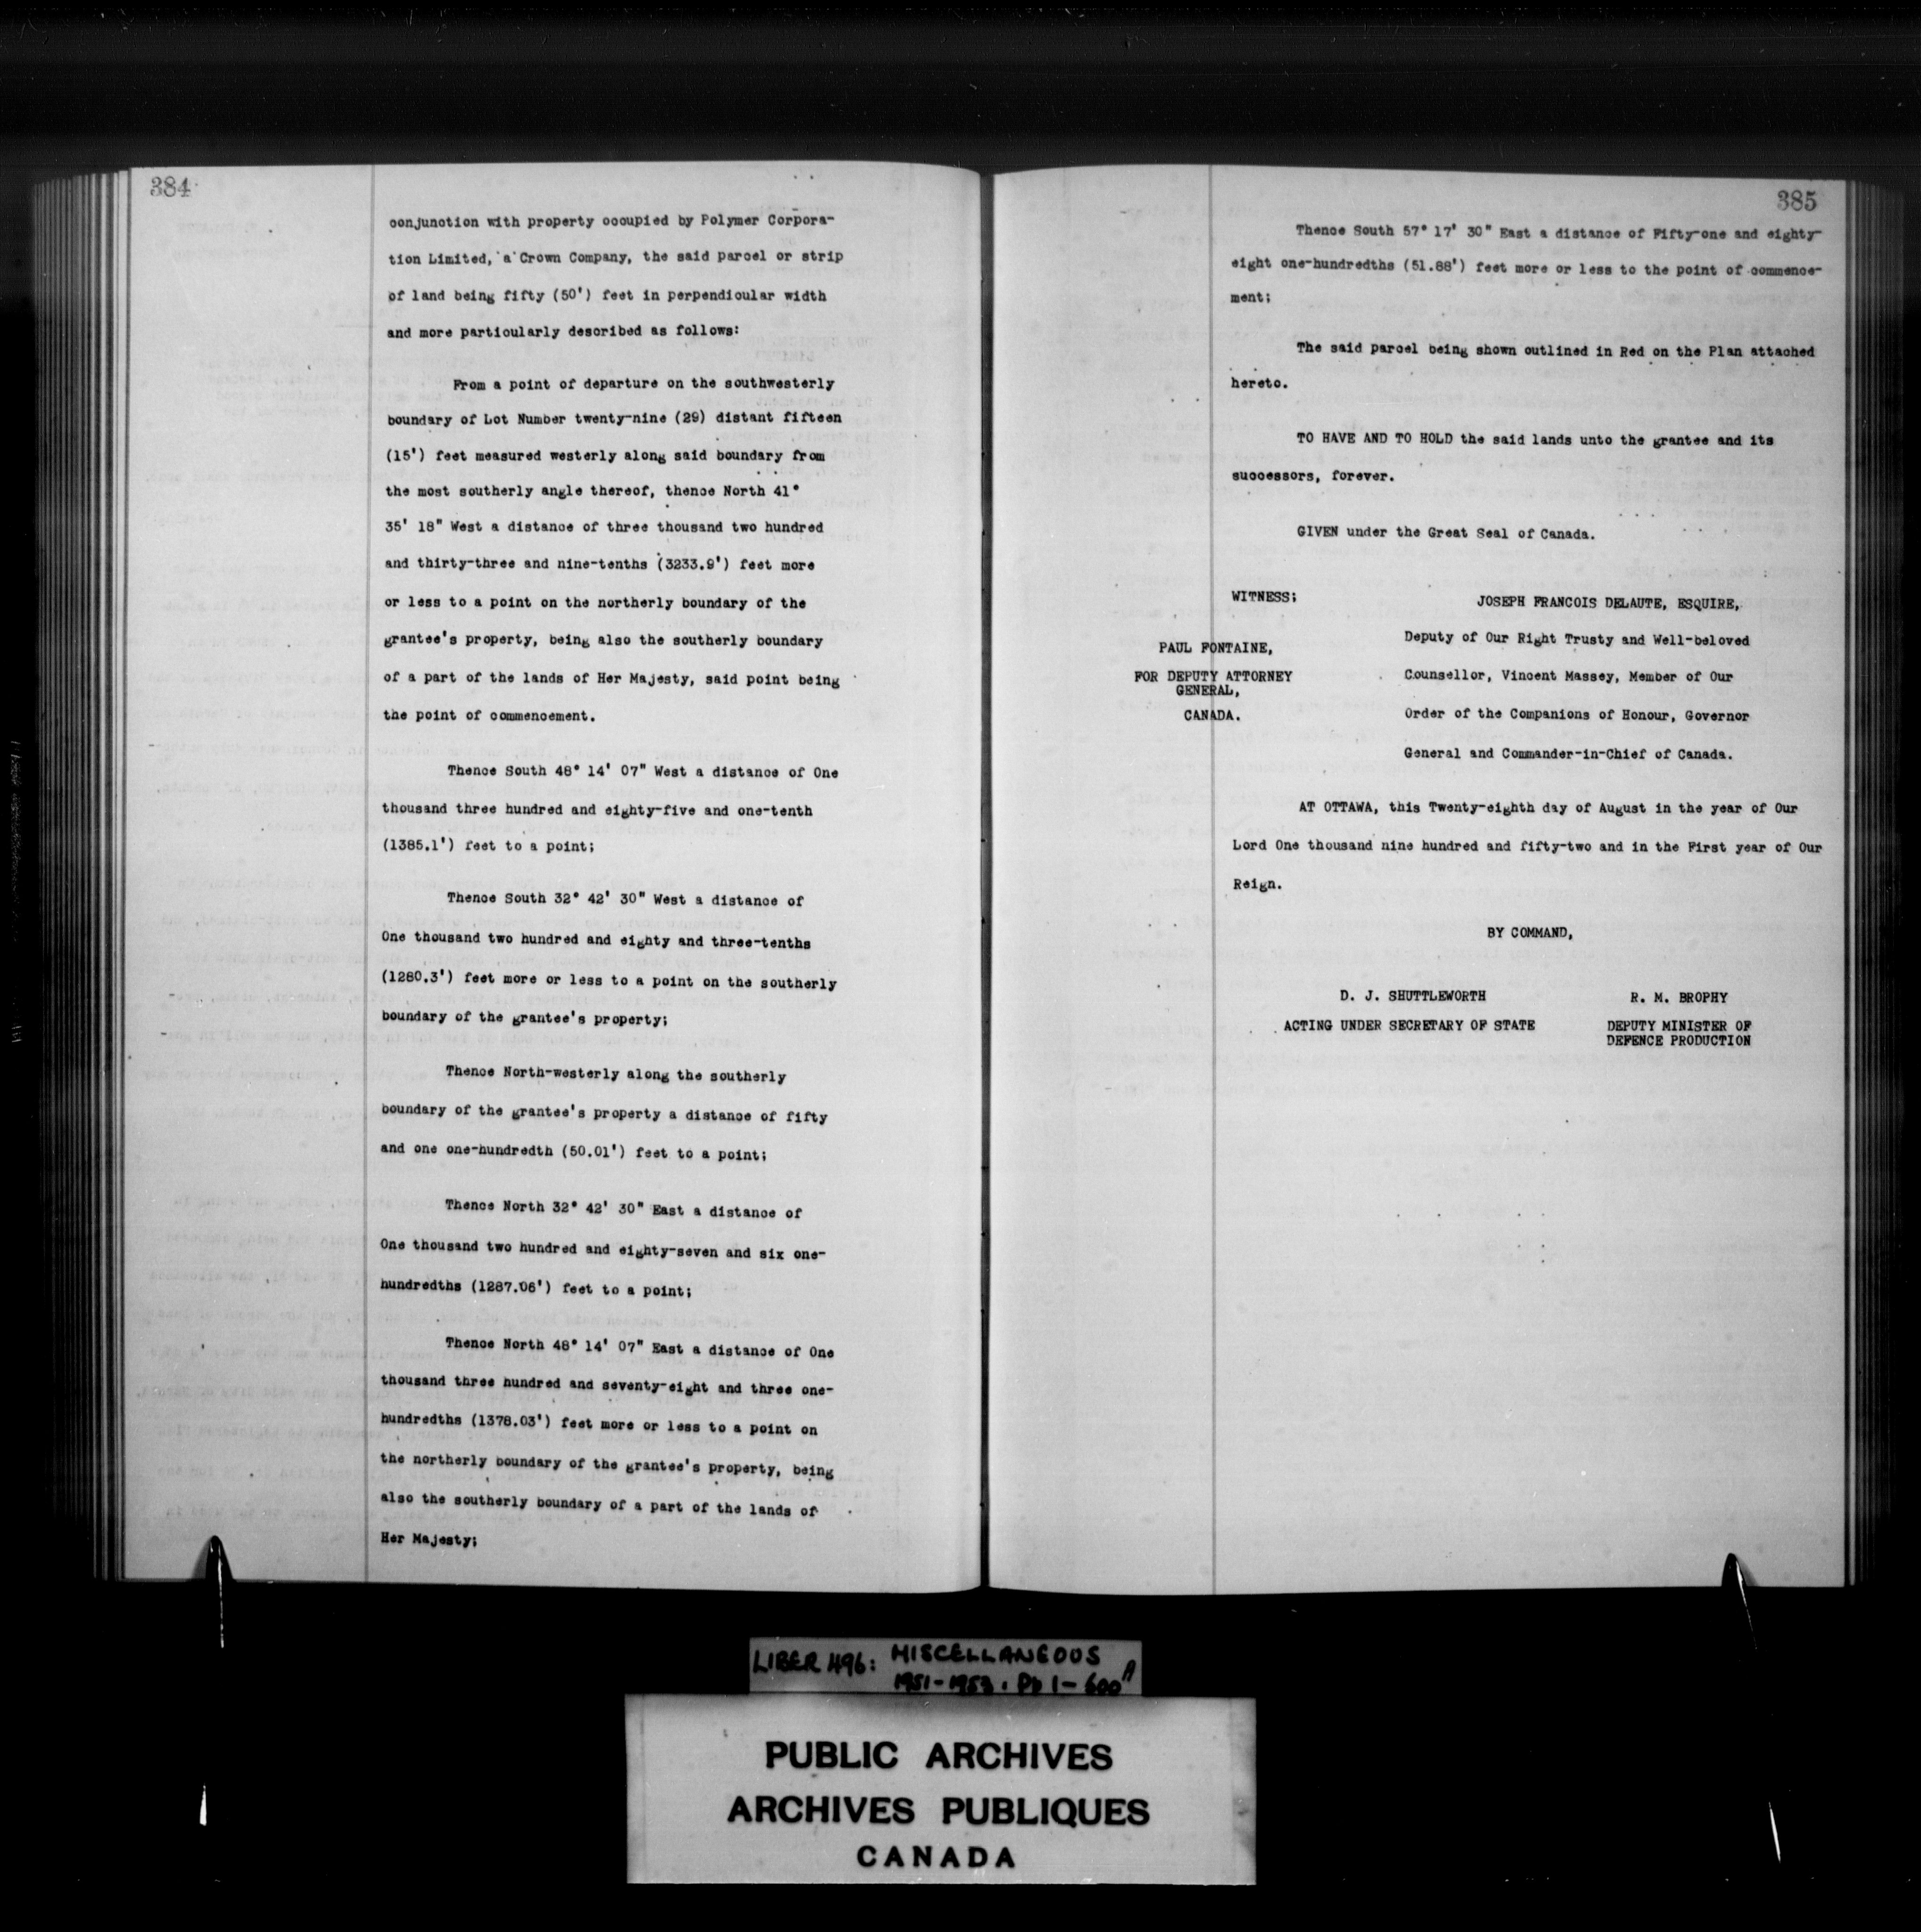 384
conjunction with property occupied by Polymer Corpora-
tion Limited, a Crown Company, the said parcel or strip
of land being fifty (50') feet in perpendicular width
and more particularly described as follows:
From a point of departure on the southwesterly
boundary of Lot Number twenty-nine (29) distant fifteen
(15') feet measured westerly along said boundary from
the most southerly angle thereof, thence North 41°
35' 18" West a distance of three thousand two hundred
and thirty-three and nine-tenths (3233.9') feet more
or less to a point on the northerly boundary of the
grantee's property, being also the southerly boundary
of a part of the lands of Her Majesty, said point being
the point of commencement.
Thence South 48° 14' 07" West a distance of One
thousand three hundred and eighty-five and one-tenth
(1385.1') feet to a point;
Thence South 32° 42' 30" West a distance of
One thousand two hundred and eighty and three-tenths
(1280.3') feet more or less to a point on the southerly
boundary of the grantee's property;
Thence North-westerly along the southerly
boundary of the grantee's property a distance of fifty
and one one-hundredth (50.01') feet to a point;
Thence North 32° 42' 30" East a distance of
One thousand two hundred and eighty-seven and six one-
hundredths (1287.06') feet to a point;
Thence North 48° 14' 07" East a distance of One
thousand three hundred and seventy-eight and three one-
hundredths (1378.03') feet more or less to a point on
the northerly boundary of the grantee's property, being
also the southerly boundary of a part of the lands of
Her Majesty;
385
Thence South 57° 17' 30" East a distance of Fifty-one and eighty-
eight one-hundredths (51.88') feet more or less to the point of commence-
ment;
The said parcel being shown outlined in Red on the Plan attached
hereto.
TO HAVE AND TO HOLD the said lands unto the grantee and its
successors, forever.
GIVEN under the Great Seal of Canada.
WITNESS;
PAUL FONTAINE,
FOR DEPUTY ATTORNEY
GENERAL,
CANADA.
JOSEPH FRANCOIS DELAUTE, ESQUIRE,
Deputy of Our Right Trusty and Well-beloved
Counsellor, Vincent Massey, Member of Our
Order of the Companions of Honour, Governor
General and Commander-in-Chief of Canada.
AT OTTAWA, this Twenty-eighth day of August in the year of Our
Lord One thousand nine hundred and fifty-two and in the First year of Our
Reign.
BY COMMAND,
D. J. SHUTTLEWORTH
ACTING UNDER SECRETARY OF STATE
R. M. BROPHY
DEPUTY MINISTER OF
DEFENCE PRODUCTION
LIBER 496: MISCELLANEOUS
1951-1953. Pp 1-600A
PUBLIC ARCHIVES
ARCHIVES PUBLIQUES
CANADA